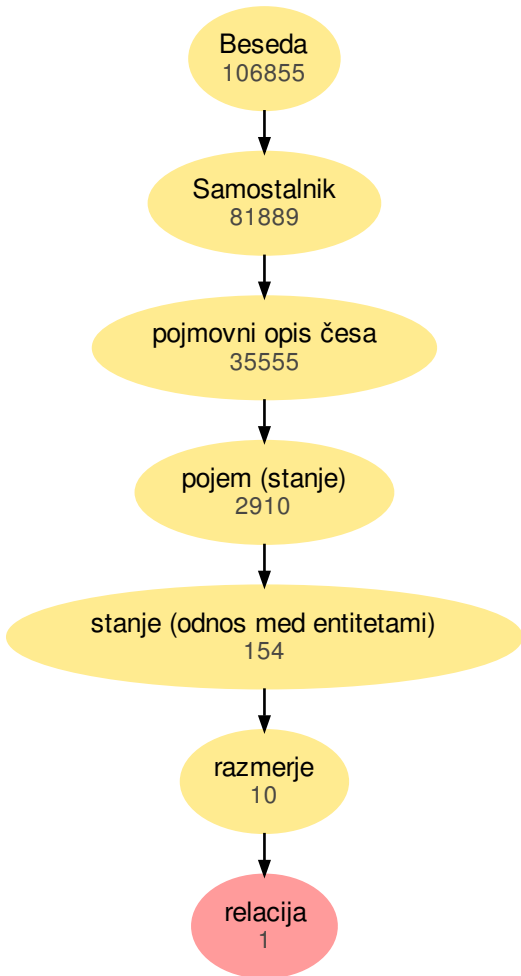 Beseda
106855
Samostalnik
81889
pojmovni opis česa
35555
pojem (stanje)
2910
stanje (odnos med entitetami)
154
razmerje
10
relacija
1